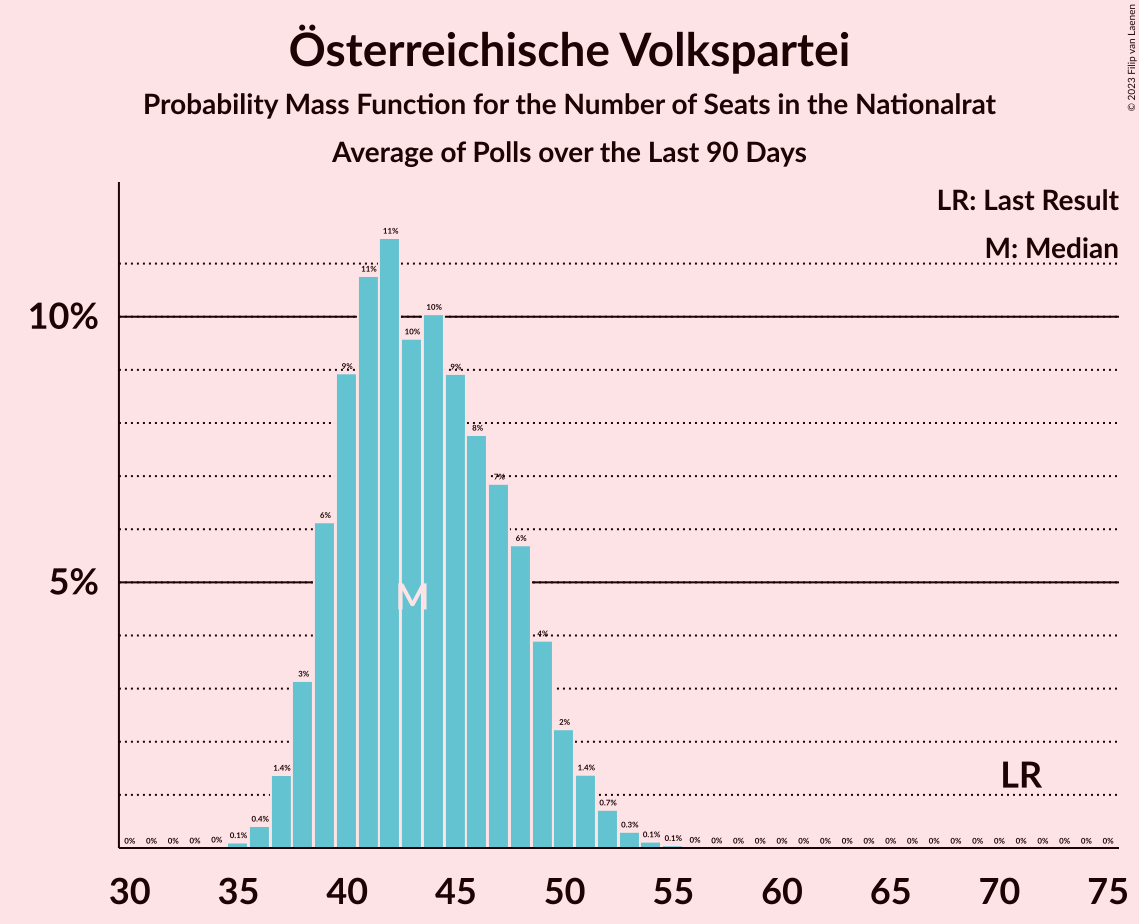 Österreichische Volkspartei
Probability Mass Function for the Number of Seats in the Nationalrat
Average of Polls over the Last 90 Days
© 2023 Filip van Laenen
LR: Last Result
M: Median
10%
5%
0% 0% 0% 0% 0% 0.1% 0.4% 1.4% 3% 6% 9% 11% 11% 10% 10% 9% 8% 7% 6% 4% 2% 1.4% 0.7% 0.3% 0.1% 0.1% 0% 0% 0% 0% 0% 0% 0% 0% 0% 0% 0% 0% 0% 0% 0% 0% 0% 0% 0% 0%
M
LR
30 35 40 45 50 55 60 65 70 75